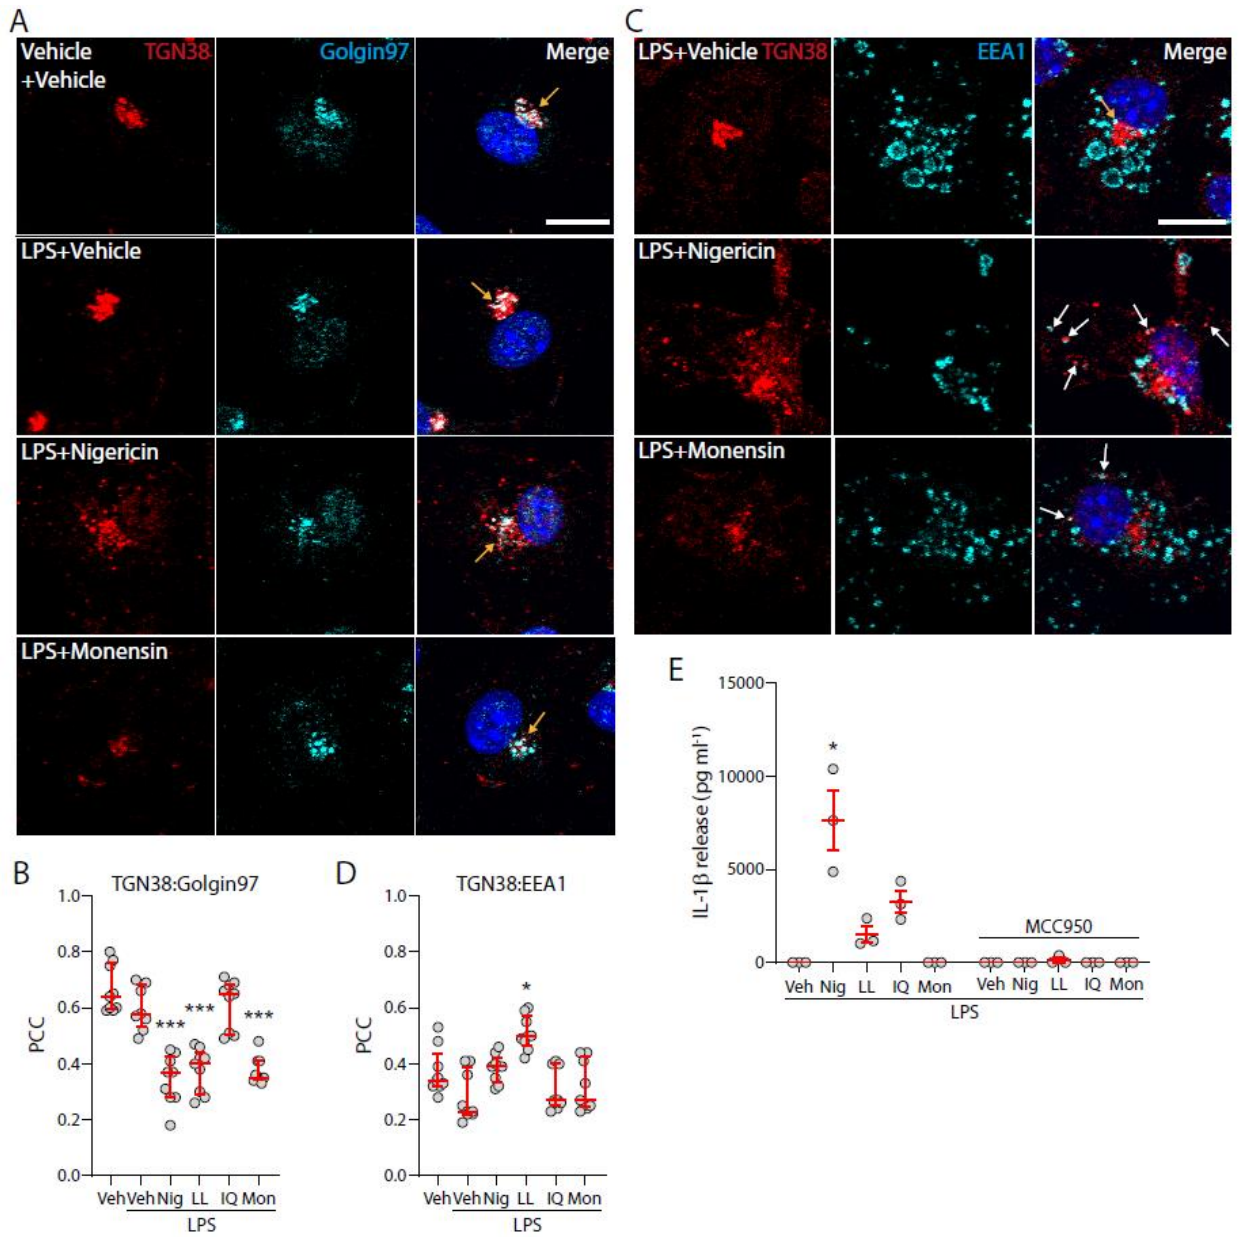 A
Vehicle
+Vehicle
TGN38
Golgin97
Merge
LPS+Vehicle
LPS+Nigericin
LPS+Monensin
C
LPS+Vehicle TGN38
EEA1
Merge
LPS+Nigericin
LPS+Monensin
B
TGN38:Golgin97
PCC
1.0
0.8
0.6
0.4
0.2
0.0
***
***
***
Veh Veh Nig LL IQ Mon
LPS
D
TGN38:EEA1
PCC
1.0
0.8
0.6
0.4
0.2
0.0
*
Veh Veh Nig LL IQ Mon
LPS
E
IL-1β release (pg ml⁻¹)
15000
10000
5000
0
*
MCC950
Veh Nig LL IQ Mon Veh Nig LL IQ Mon
LPS